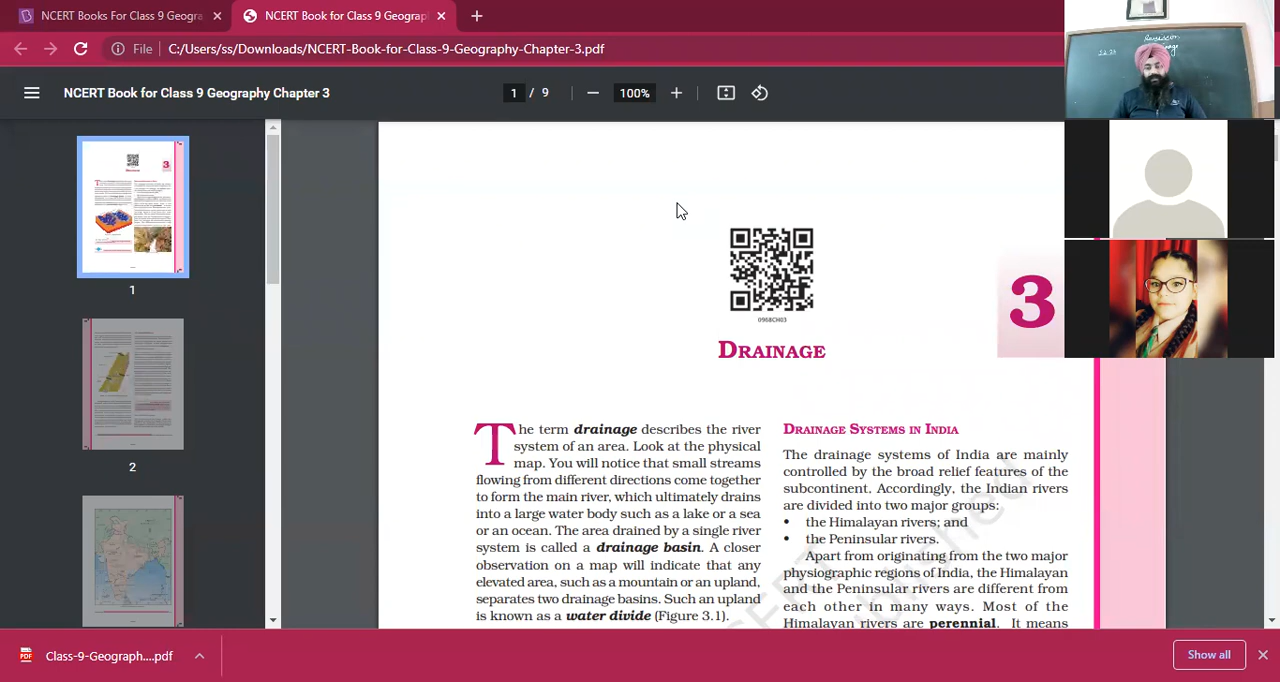 NCERT Books For Class 9 Geogra
NCERT Book for Class 9 Geograp
File
C:/Users/ss/Downloads/NCERT-Book-for-Class-9-Geography-Chapter-3.pdf
NCERT Book for Class 9 Geography Chapter 3
1 / 9
100%
1
2
0968CH03
3
DRAINAGE
The term drainage describes the river
system of an area. Look at the physical
map. You will notice that small streams
flowing from different directions come together
to form the main river, which ultimately drains
into a large water body such as a lake or a sea
or an ocean. The area drained by a single river
system is called a drainage basin. A closer
observation on a map will indicate that any
elevated area, such as a mountain or an upland,
separates two drainage basins. Such an upland
is known as a water divide (Figure 3.1).
DRAINAGE SYSTEMS IN INDIA
The drainage systems of India are mainly
controlled by the broad relief features of the
subcontinent. Accordingly, the Indian rivers
are divided into two major groups:
• the Himalayan rivers; and
• the Peninsular rivers.
Apart from originating from the two major
physiographic regions of India, the Himalayan
and the Peninsular rivers are different from
each other in many ways. Most of the
Himalayan rivers are perennial. It means
Class-9-Geograph....pdf
Show all